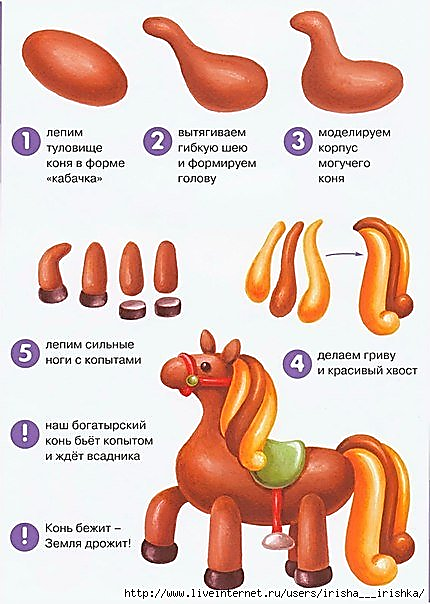 1 лепим
туловище
коня в форме
«кабачка»
2 вытягиваем
гибкую шею
и формируем
голову
3 моделируем
корпус
могучего
коня
5 лепим сильные
ноги с копытами
4 делаем гриву
и красивый хвост
! наш богатырский
конь бьёт копытом
и ждёт всадника
! Конь бежит –
Земля дрожит!
http://www.liveinternet.ru/users/irisha___irishka/